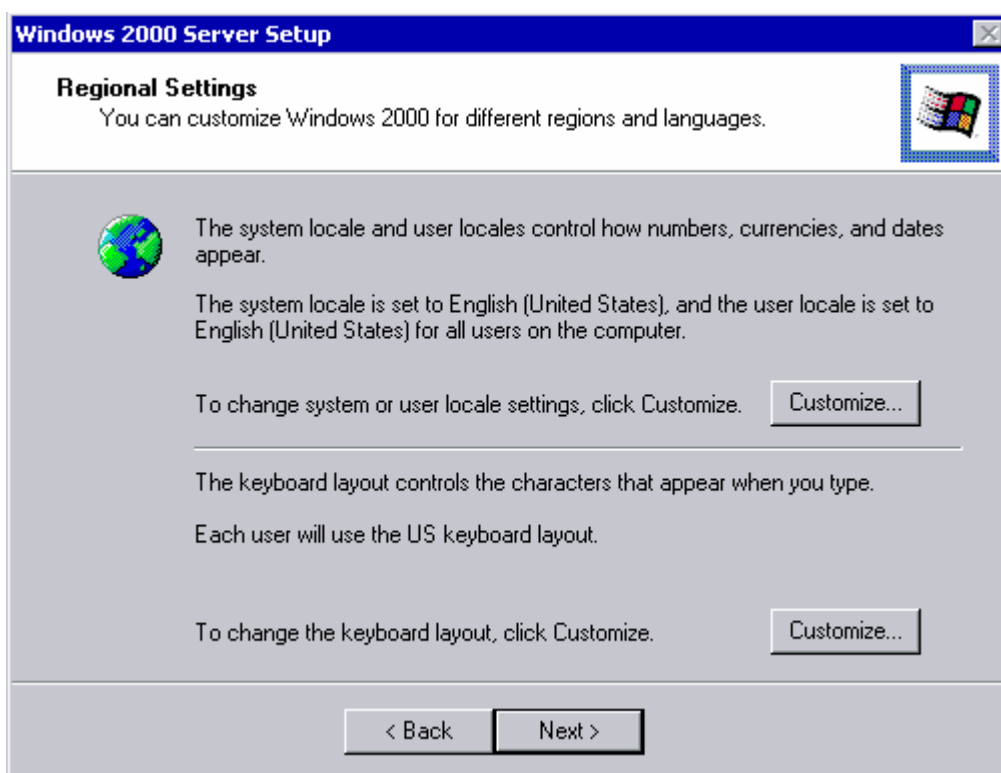 Windows 2000 Server Setup
Regional Settings
You can customize Windows 2000 for different regions and languages.
The system locale and user locales control how numbers, currencies, and dates
appear.
The system locale is set to English (United States), and the user locale is set to
English (United States) for all users on the computer.
To change system or user locale settings, click Customize.
Customize...
The keyboard layout controls the characters that appear when you type.
Each user will use the US keyboard layout.
To change the keyboard layout, click Customize.
Customize...
< Back
Next >